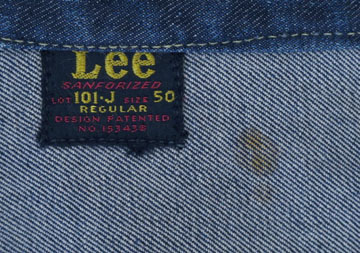 Lee
SANFORIZED
LOT 101-J SIZE 50
REGULAR
DESIGN PATENTED
NO. 153438